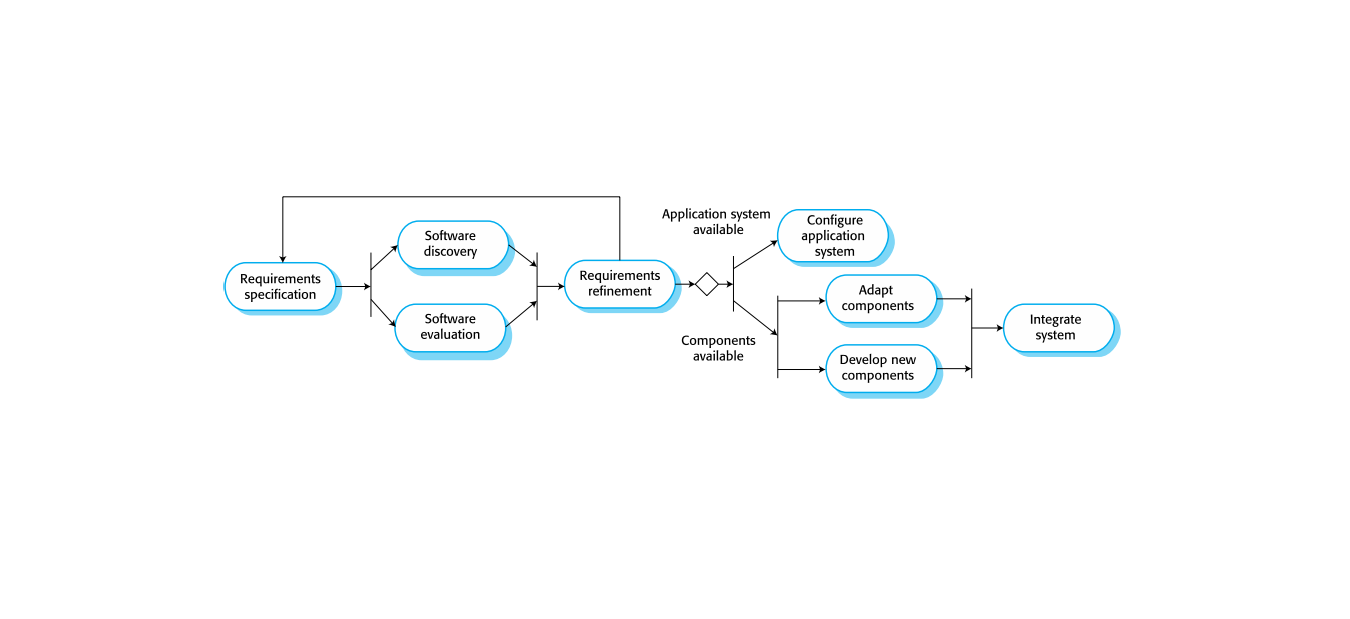 Requirements
specification
Software
discovery
Software
evaluation
Requirements
refinement
Application system
available
Components
available
Configure
application
system
Adapt
components
Develop new
components
Integrate
system